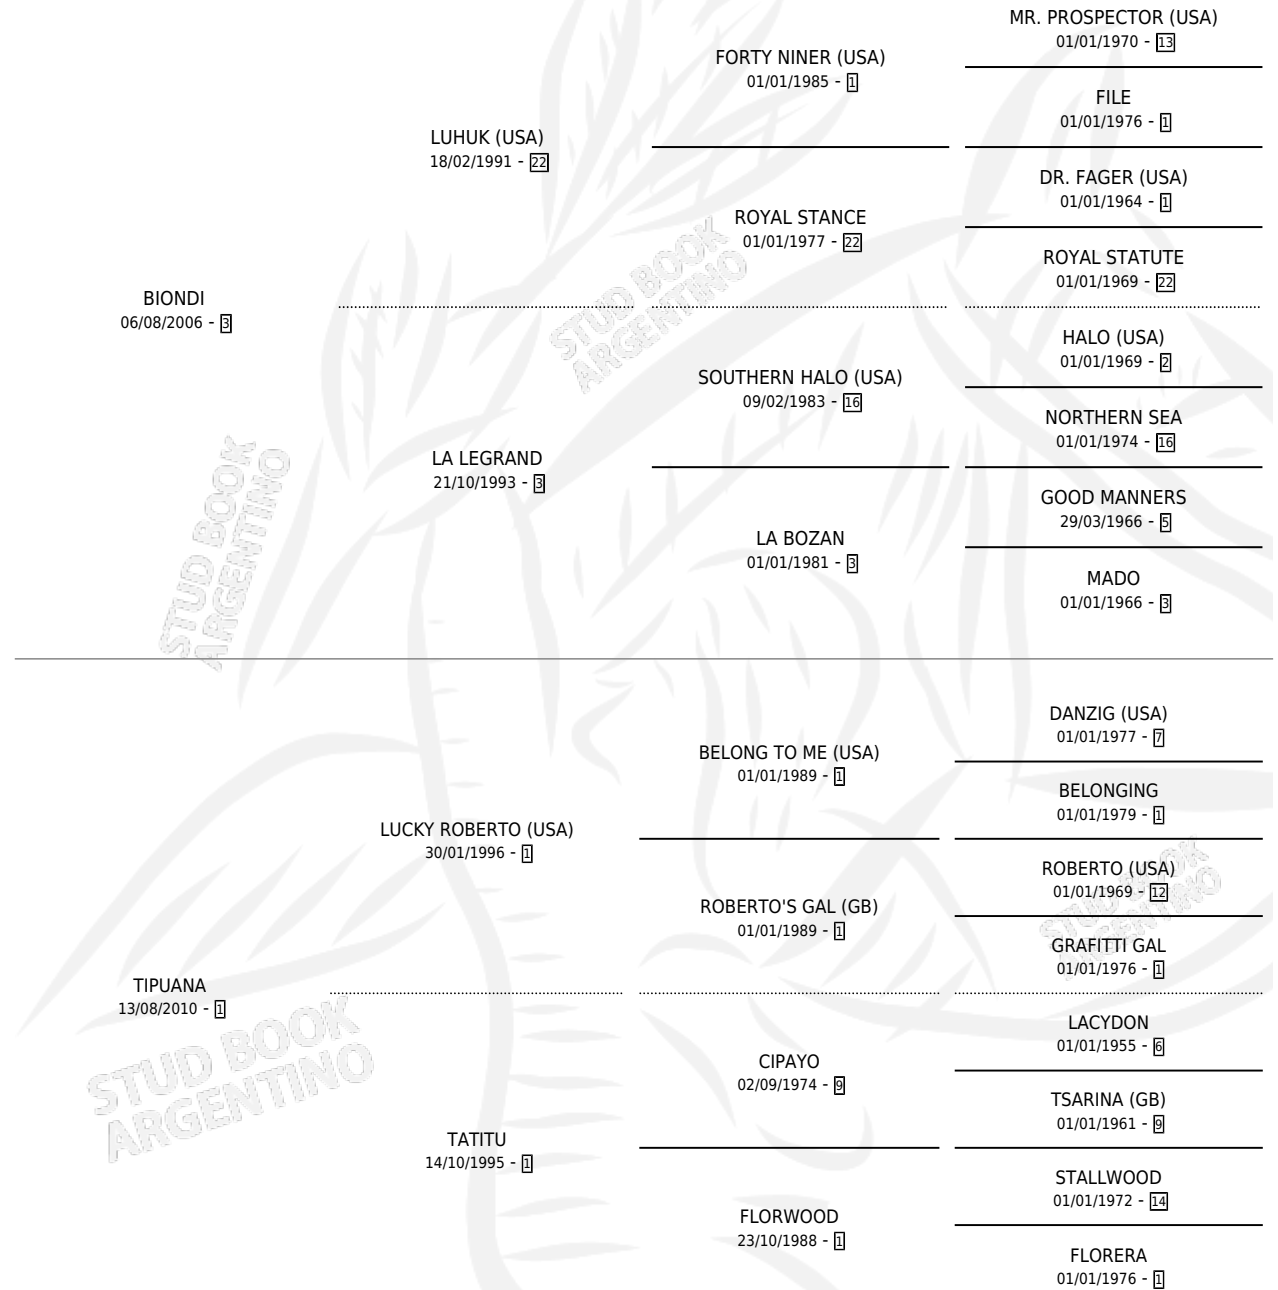 MR. PROSPECTOR (USA)
01/01/1970 - 13
FORTY NINER (USA)
01/01/1985 - 1
FILE
01/01/1976 - 1
LUHUK (USA)
18/02/1991 - 22
DR. FAGER (USA)
01/01/1964 - 1
ROYAL STANCE
01/01/1977 - 22
ROYAL STATUTE
01/01/1969 - 22
BIONDI
06/08/2006 - 3
STUD BOOK
ARGENTINO
HALO (USA)
01/01/1969 - 2
SOUTHERN HALO (USA)
09/02/1983 - 16
NORTHERN SEA
01/01/1974 - 16
LA LEGRAND
21/10/1993 - 3
GOOD MANNERS
29/03/1966 - 5
LA BOZAN
01/01/1981 - 3
MADO
01/01/1966 - 3
STUD BOOK
ARGENTINO
DANZIG (USA)
01/01/1977 - 7
BELONG TO ME (USA)
01/01/1989 - 1
BELONGING
01/01/1979 - 1
LUCKY ROBERTO (USA)
30/01/1996 - 1
ROBERTO (USA)
01/01/1969 - 12
ROBERTO'S GAL (GB)
01/01/1989 - 1
STUD BOOK
ARGENTINO
GRAFITTI GAL
01/01/1976 - 1
TIPUANA
13/08/2010 - 1
STUD BOOK
ARGENTINO
LACYDON
01/01/1955 - 6
CIPAYO
02/09/1974 - 9
TSARINA (GB)
01/01/1961 - 9
TATITU
14/10/1995 - 1
STALLWOOD
01/01/1972 - 14
FLORWOOD
23/10/1988 - 1
FLORERA
01/01/1976 - 1